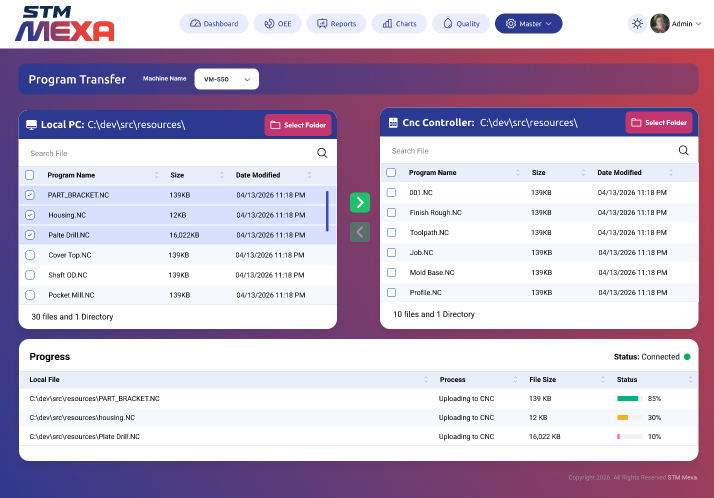 STM
MEXA
Dashboard
OEE
Reports
Charts
Quality
Master
Admin
Program Transfer
Machine Name
VM-550
Local PC: C:\dev\src\resources\
Select Folder
Search File
Program Name Size Date Modified
PART_BRACKET.NC 139KB 04/13/2026 11:18 PM
Housing.NC 12KB 04/13/2026 11:18 PM
Palte Drill.NC 16,022KB 04/13/2026 11:18 PM
Cover Top.NC 139KB 04/13/2026 11:18 PM
Shaft OD.NC 139KB 04/13/2026 11:18 PM
Pocket.Mill.NC 139KB 04/13/2026 11:18 PM
30 files and 1 Directory
Cnc Controller: C:\dev\src\resources\
Select Folder
Search File
Program Name Size Date Modified
001.NC 139KB 04/13/2026 11:18 PM
Finish Rough.NC 139KB 04/13/2026 11:18 PM
Toolpath.NC 139KB 04/13/2026 11:18 PM
Job.NC 139KB 04/13/2026 11:18 PM
Mold Base.NC 139KB 04/13/2026 11:18 PM
Profile.NC 139KB 04/13/2026 11:18 PM
10 files and 1 Directory
Progress
Status: Connected
Local File Process File Size Status
C:\dev\src\resources\PART_BRACKET.NC Uploading to CNC 139 KB 85%
C:\dev\src\resources\housing.NC Uploading to CNC 12 KB 30%
C:\dev\src\resources\Plate Drill.NC Uploading to CNC 16,022 KB 10%
Copyright 2026. All Rights Reserved STM Mexa.